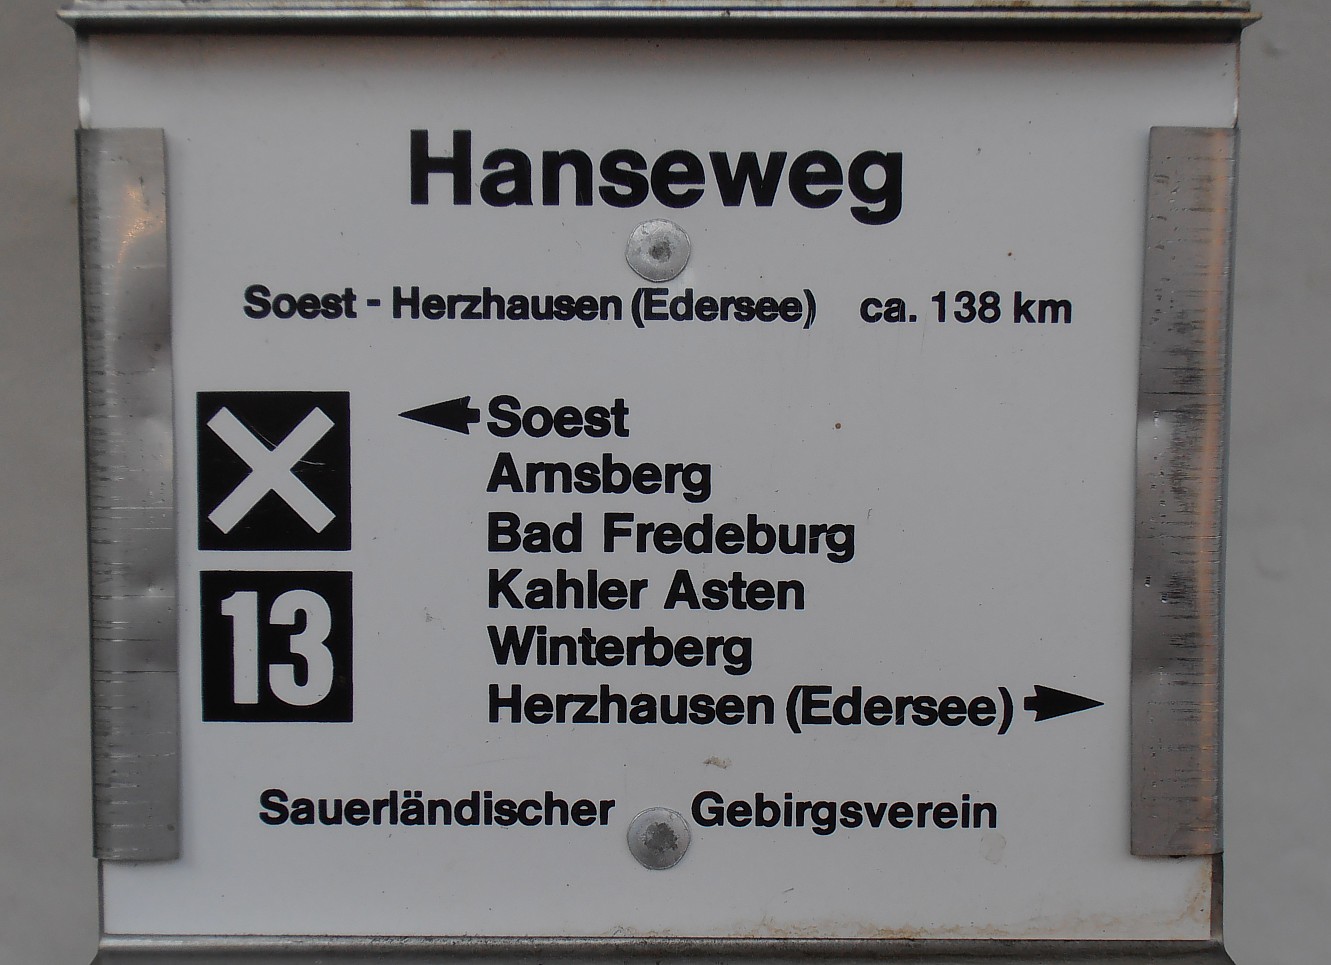 Hanseweg
Soest - Herzhausen (Edersee) ca. 138 km
Soest
Arnsberg
Bad Fredeburg
Kahler Asten
13
Winterberg
Herzhausen (Edersee)
Sauerländischer Gebirgsverein